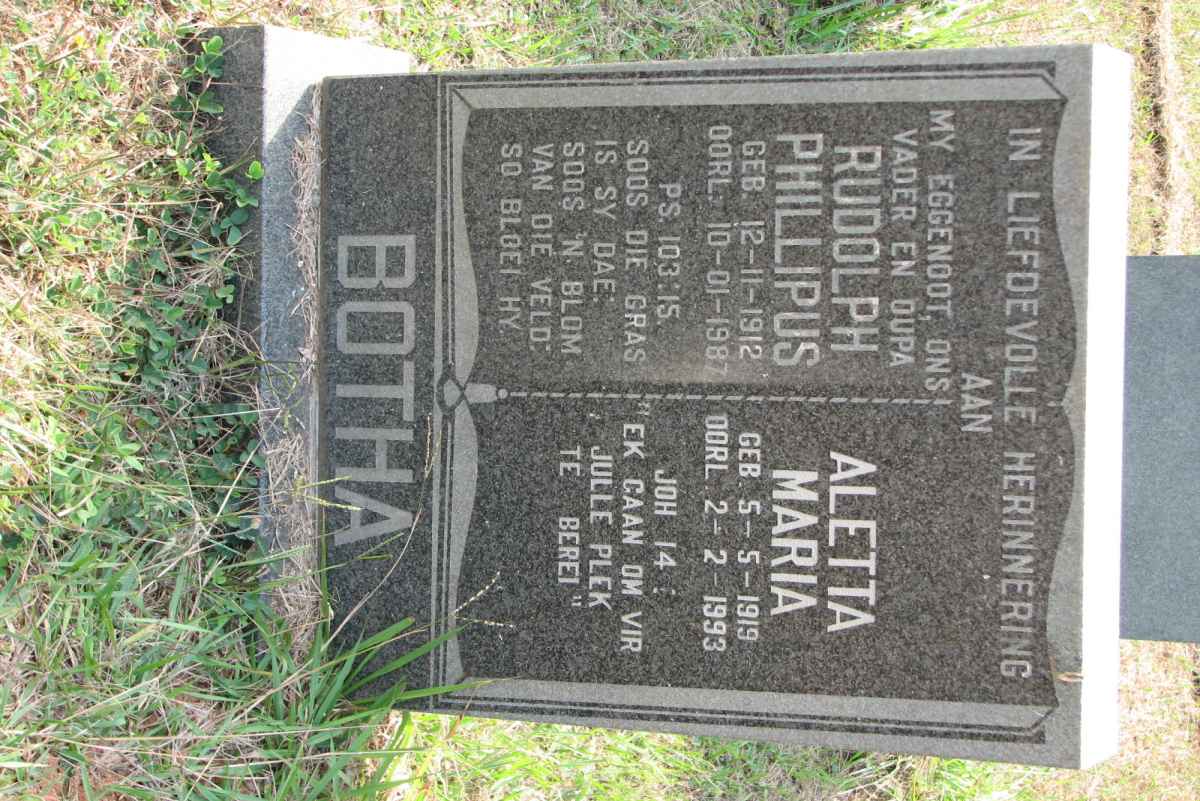 IN LIEFDEVOLLE HERINNERING
AAN
MY EGGENOOT, ONS
VADER EN OUPA
RUDOLPH
PHILLIPUS
GEB. 12-11-1912
OORL. 10-01-1987
PS. 103:15.
SOOS DIE GRAS
IS SY DAE:
SOOS 'N BLOM
VAN DIE VELD.
SO BLOEI HY.
ALETTA
MARIA
GEB. 5-5-1919
OORL 2-2-1993
JOH 14 :
"EK GAAN OM VIR
JULLE PLEK
TE BEREI"
BOTHA